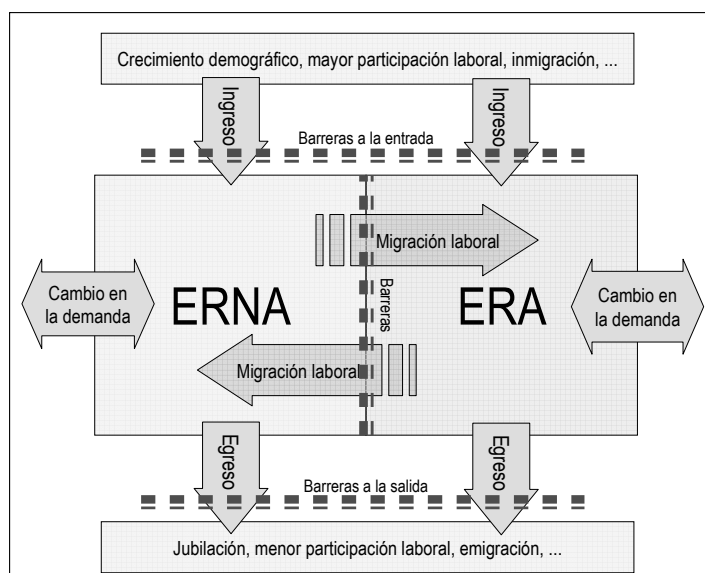 Crecimiento demográfico, mayor participación laboral, inmigración, ...
Ingreso
Ingreso
Barreras a la entrada
Migración laboral
Cambio en
la demanda
ERNA
Barreras
ERA
Cambio en
la demanda
Migración laboral
Egreso
Egreso
Barreras a la salida
Jubilación, menor participación laboral, emigración, ...